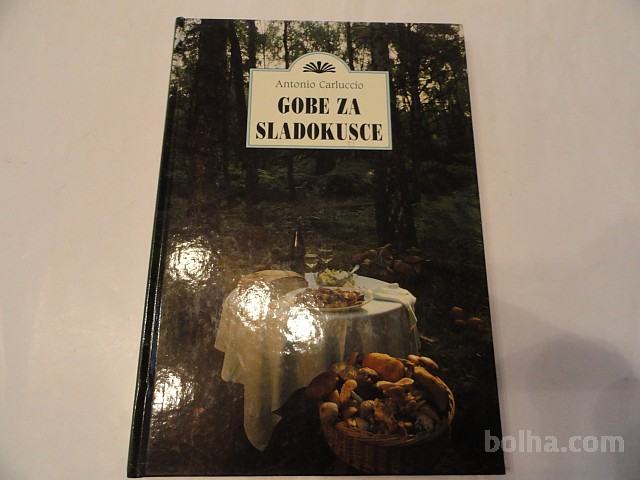 Antonio Carluccio
GOBE ZA
SLADOKUSCE
bolha.com